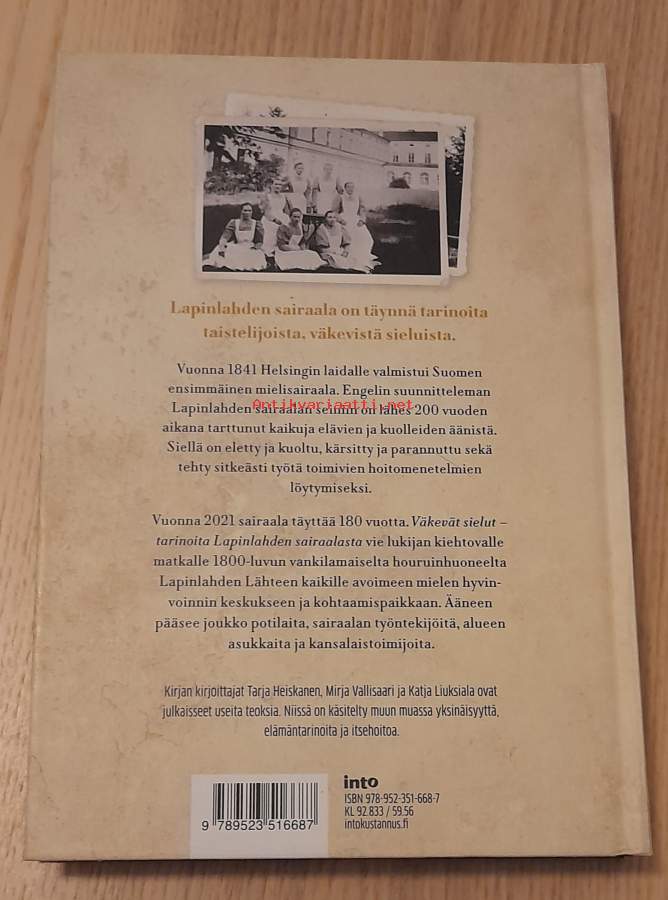 Lapinlahden sairaala on täynnä tarinoita
taistelijoista, väkevistä sieluista.
Vuonna 1841 Helsingin laidalle valmistui Suomen
ensimmäinen mielisairaala. Engelin suunnitteleman
Antikvariaatti.net
Lapinlahden sairaalan seiniin on lähes 200 vuoden
aikana tarttunut kaikuja elävien ja kuolleiden äänistä.
Siellä on eletty ja kuoltu, kärsitty ja parannuttu sekä
tehty sitkeästi työtä toimivien hoitomenetelmien
löytymiseksi.
Vuonna 2021 sairaala täyttää 180 vuotta. Väkevät sielut –
tarinoita Lapinlahden sairaalasta vie lukijan kiehtovalle
matkalle 1800-luvun vankilamaiselta houruinhuoneelta
Lapinlahden Lähteen kaikille avoimeen mielen hyvin-
voinnin keskukseen ja kohtaamispaikkaan. Ääneen
pääsee joukko potilaita, sairaalan työntekijöitä, alueen
asukkaita ja kansalaistoimijoita.
Kirjan kirjoittajat Tarja Heiskanen, Mirja Vallisaari ja Katja Liuksiala ovat
julkaisseet useita teoksia. Niissä on käsitelty muun muassa yksinäisyyttä,
elämäntarinoita ja itsehoitoa.
into
ISBN 978-952-351-668-7
KL 92.833 / 59.56
intokustannus.fi
9 789523 516687